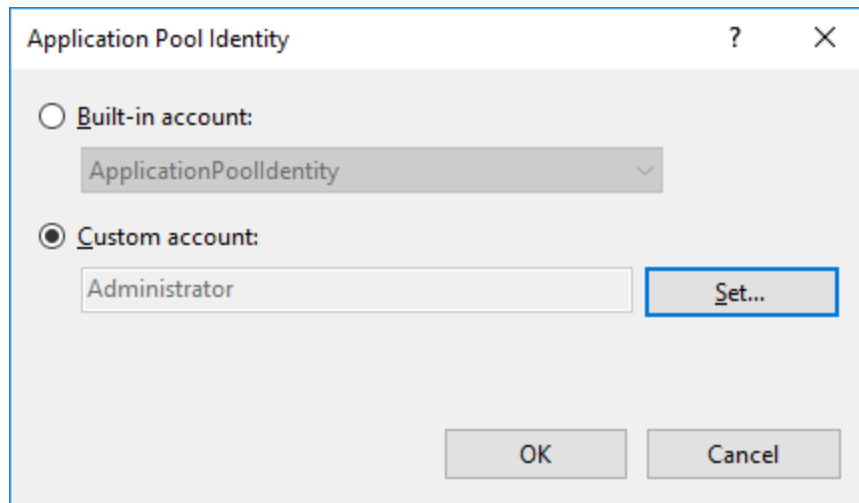 Application Pool Identity
?
Built-in account:
ApplicationPoolIdentity
Custom account:
Administrator
Set...
OK
Cancel